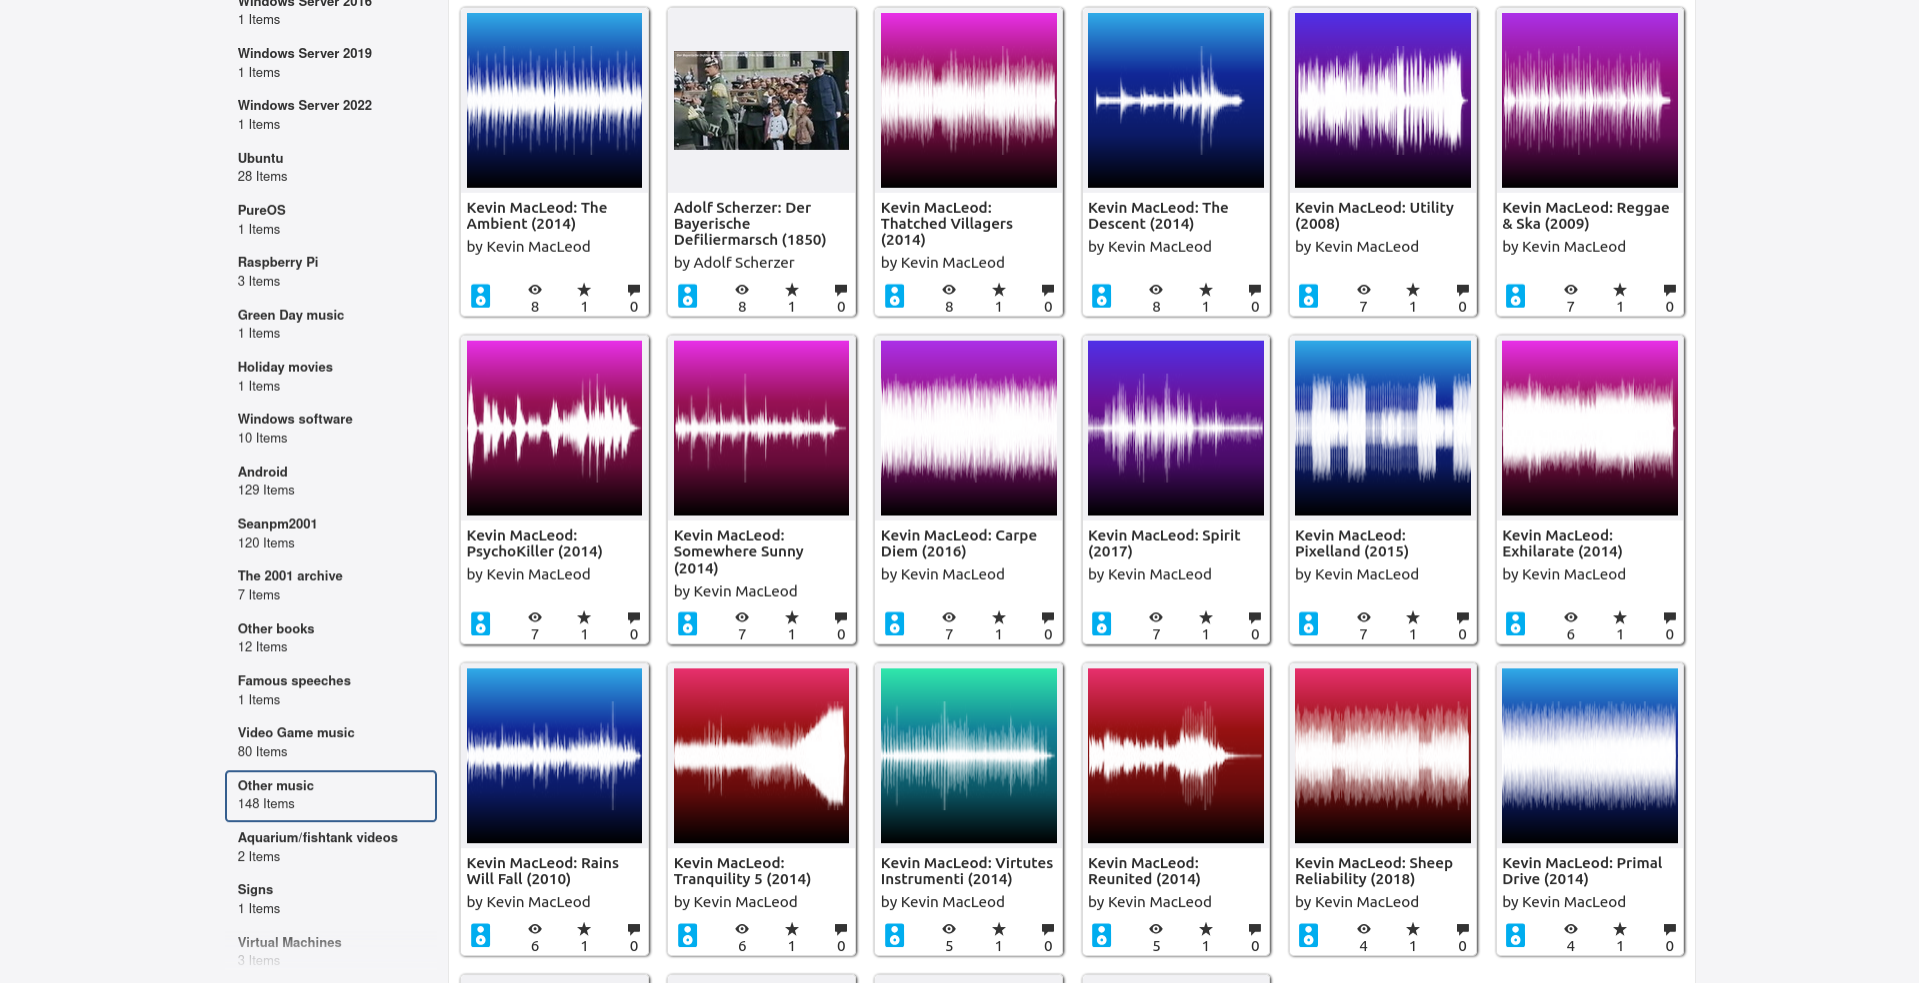 Windows Server 2016
1 Items
Windows Server 2019
1 Items
Windows Server 2022
1 Items
Ubuntu
28 Items
PureOS
1 Items
Raspberry Pi
3 Items
Green Day music
1 Items
Holiday movies
1 Items
Windows software
10 Items
Android
129 Items
Seanpm2001
120 Items
The 2001 archive
7 Items
Other books
12 Items
Famous speeches
1 Items
Video Game music
80 Items
Other music
148 Items
Aquarium/fishtank videos
2 Items
Signs
1 Items
Virtual Machines
3 Items
Kevin MacLeod: The
Ambient (2014)
by Kevin MacLeod
8 1 0
Adolf Scherzer: Der
Bayerische
Defiliermarsch (1850)
by Adolf Scherzer
8 1 0
Kevin MacLeod:
Thatched Villagers
(2014)
by Kevin MacLeod
8 1 0
Kevin MacLeod: The
Descent (2014)
by Kevin MacLeod
8 1 0
Kevin MacLeod: Utility
(2008)
by Kevin MacLeod
7 1 0
Kevin MacLeod: Reggae
& Ska (2009)
by Kevin MacLeod
7 1 0
Kevin MacLeod:
PsychoKiller (2014)
by Kevin MacLeod
7 1 0
Kevin MacLeod:
Somewhere Sunny
(2014)
by Kevin MacLeod
7 1 0
Kevin MacLeod: Carpe
Diem (2016)
by Kevin MacLeod
7 1 0
Kevin MacLeod: Spirit
(2017)
by Kevin MacLeod
7 1 0
Kevin MacLeod:
Pixelland (2015)
by Kevin MacLeod
7 1 0
Kevin MacLeod:
Exhilarate (2014)
by Kevin MacLeod
6 1 0
Kevin MacLeod: Rains
Will Fall (2010)
by Kevin MacLeod
6 1 0
Kevin MacLeod:
Tranquility 5 (2014)
by Kevin MacLeod
6 1 0
Kevin MacLeod: Virtutes
Instrumenti (2014)
by Kevin MacLeod
5 1 0
Kevin MacLeod:
Reunited (2014)
by Kevin MacLeod
5 1 0
Kevin MacLeod: Sheep
Reliability (2018)
by Kevin MacLeod
4 1 0
Kevin MacLeod: Primal
Drive (2014)
by Kevin MacLeod
4 1 0